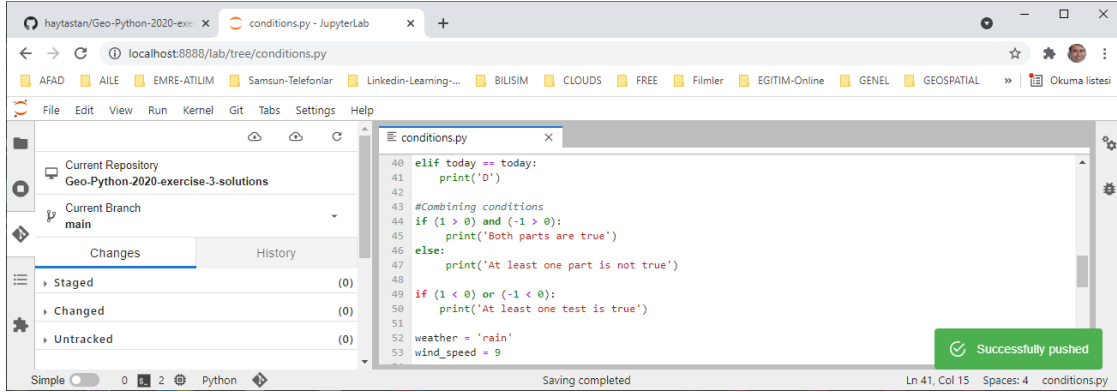 haytastan/Geo-Python-2020-exe
conditions.py - JupyterLab
localhost:8888/lab/tree/conditions.py
AFAD AILE EMRE-ATILIM Samsun-Telefonlar Linkedin-Learning-... BILISIM CLOUDS FREE Filmler EGITIM-Online GENEL GEOSPATIAL » Okuma listesi
File Edit View Run Kernel Git Tabs Settings Help
Current Repository
Geo-Python-2020-exercise-3-solutions
Current Branch
main
Changes History
Staged (0)
Changed (0)
Untracked (0)
conditions.py
40 elif today == today:
41     print('D')
42
43 #Combining conditions
44 if (1 > 0) and (-1 > 0):
45      print('Both parts are true')
46 else:
47      print('At least one part is not true')
48
49 if (1 < 0) or (-1 < 0):
50     print('At least one test is true')
51
52 weather = 'rain'
53 wind_speed = 9
Successfully pushed
Simple 0 2 Python Saving completed Ln 41, Col 15 Spaces: 4 conditions.py